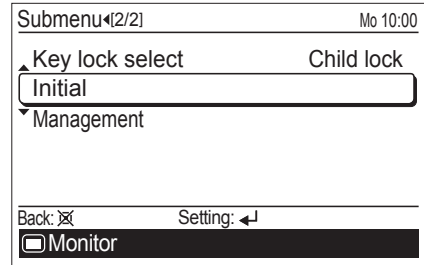 Submenu◂[2/2] Mo 10:00
Key lock select Child lock
Initial
Management
Back: Setting:
Monitor